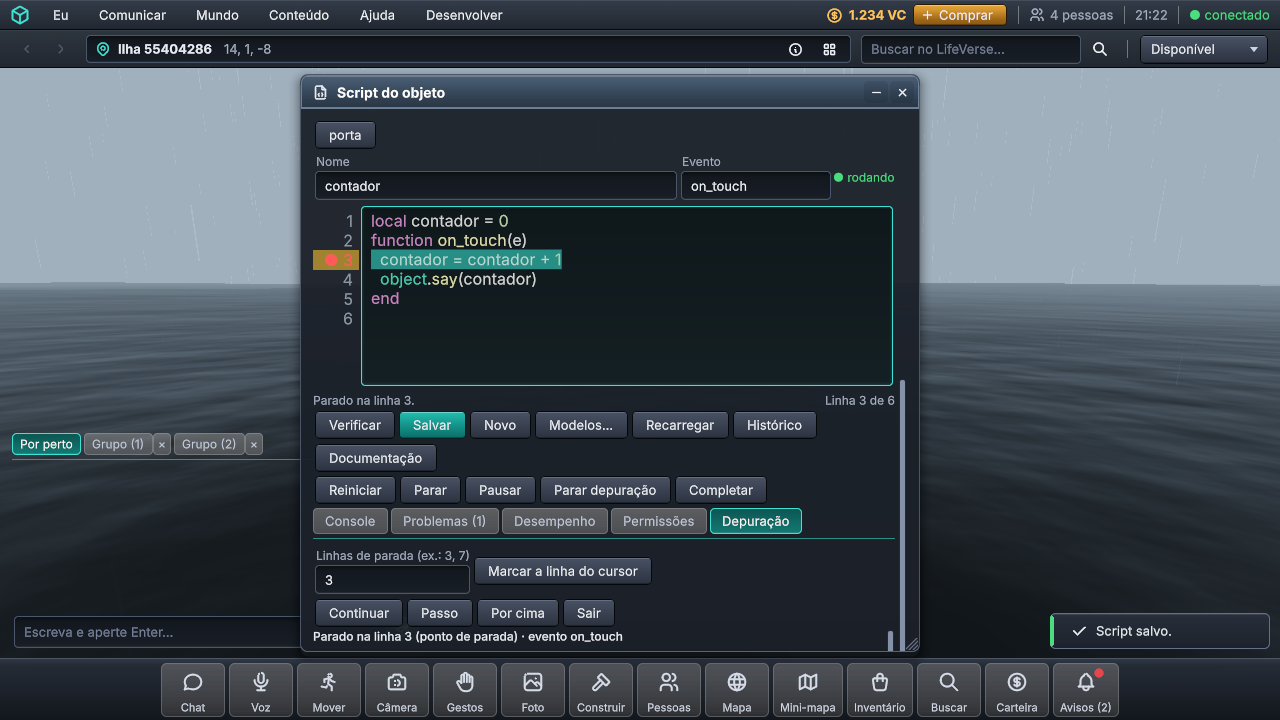 Eu Comunicar Mundo Conteúdo Ajuda Desenvolver 1.234 VC + Comprar 4 pessoas 21:22 conectado
Ilha 55404286 14, 1, -8 Buscar no LifeVerse... Disponível
Script do objeto
porta
Nome Evento
contador on_touch rodando
1 local contador = 0
2 function on_touch(e)
3 contador = contador + 1
4 object.say(contador)
5 end
6
Parado na linha 3. Linha 3 de 6
Verificar Salvar Novo Modelos... Recarregar Histórico
Documentação
Reiniciar Parar Pausar Parar depuração Completar
Console Problemas (1) Desempenho Permissões Depuração
Linhas de parada (ex.: 3, 7)
3 Marcar a linha do cursor
Continuar Passo Por cima Sair
Parado na linha 3 (ponto de parada) · evento on_touch
Por perto Grupo (1) × Grupo (2) ×
Escreva e aperte Enter...
Script salvo.
Chat Voz Mover Câmera Gestos Foto Construir Pessoas Mapa Mini-mapa Inventário Buscar Carteira Avisos (2)